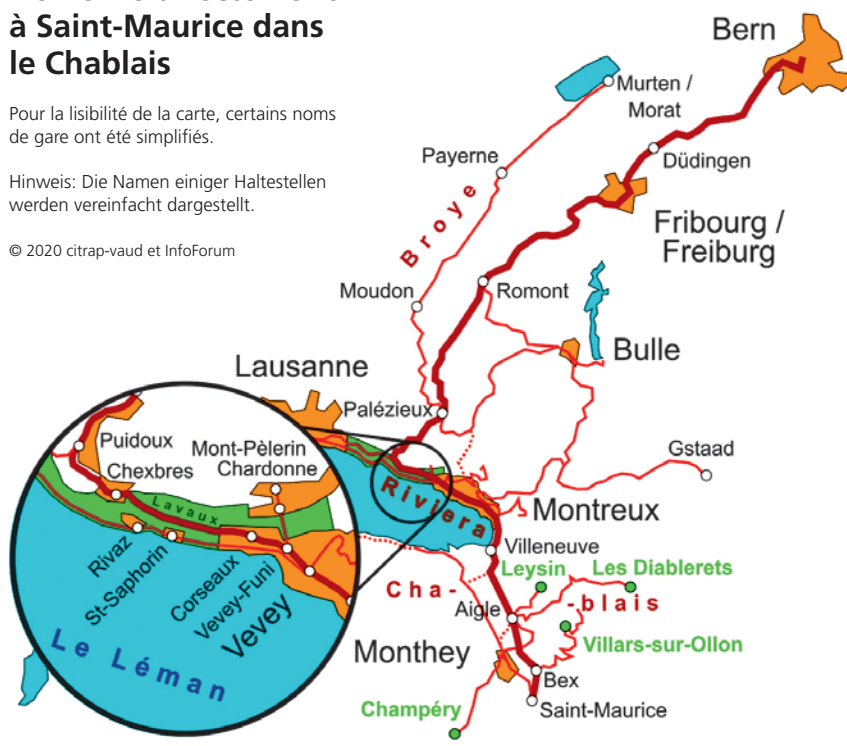 à Saint-Maurice dans
le Chablais
Pour la lisibilité de la carte, certains noms
de gare ont été simplifiés.
Hinweis: Die Namen einiger Haltestellen
werden vereinfacht dargestellt.
© 2020 citrap-vaud et InfoForum
Bern
Murten /
Morat
Düdingen
Payerne
Broye
Fribourg /
Freiburg
Moudon
Romont
Bulle
Lausanne
Palézieux
Puidoux
Chexbres
Mont-Pèlerin
Chardonne
Gstaad
Lavaux
Riviera
Montreux
Rivaz
St-Saphorin
Corseaux
Vevey-Funi
Vevey
Villeneuve
Leysin
Les Diablerets
Cha-
-blais
Aigle
Le Léman
Monthey
Villars-sur-Ollon
Bex
Champéry
Saint-Maurice